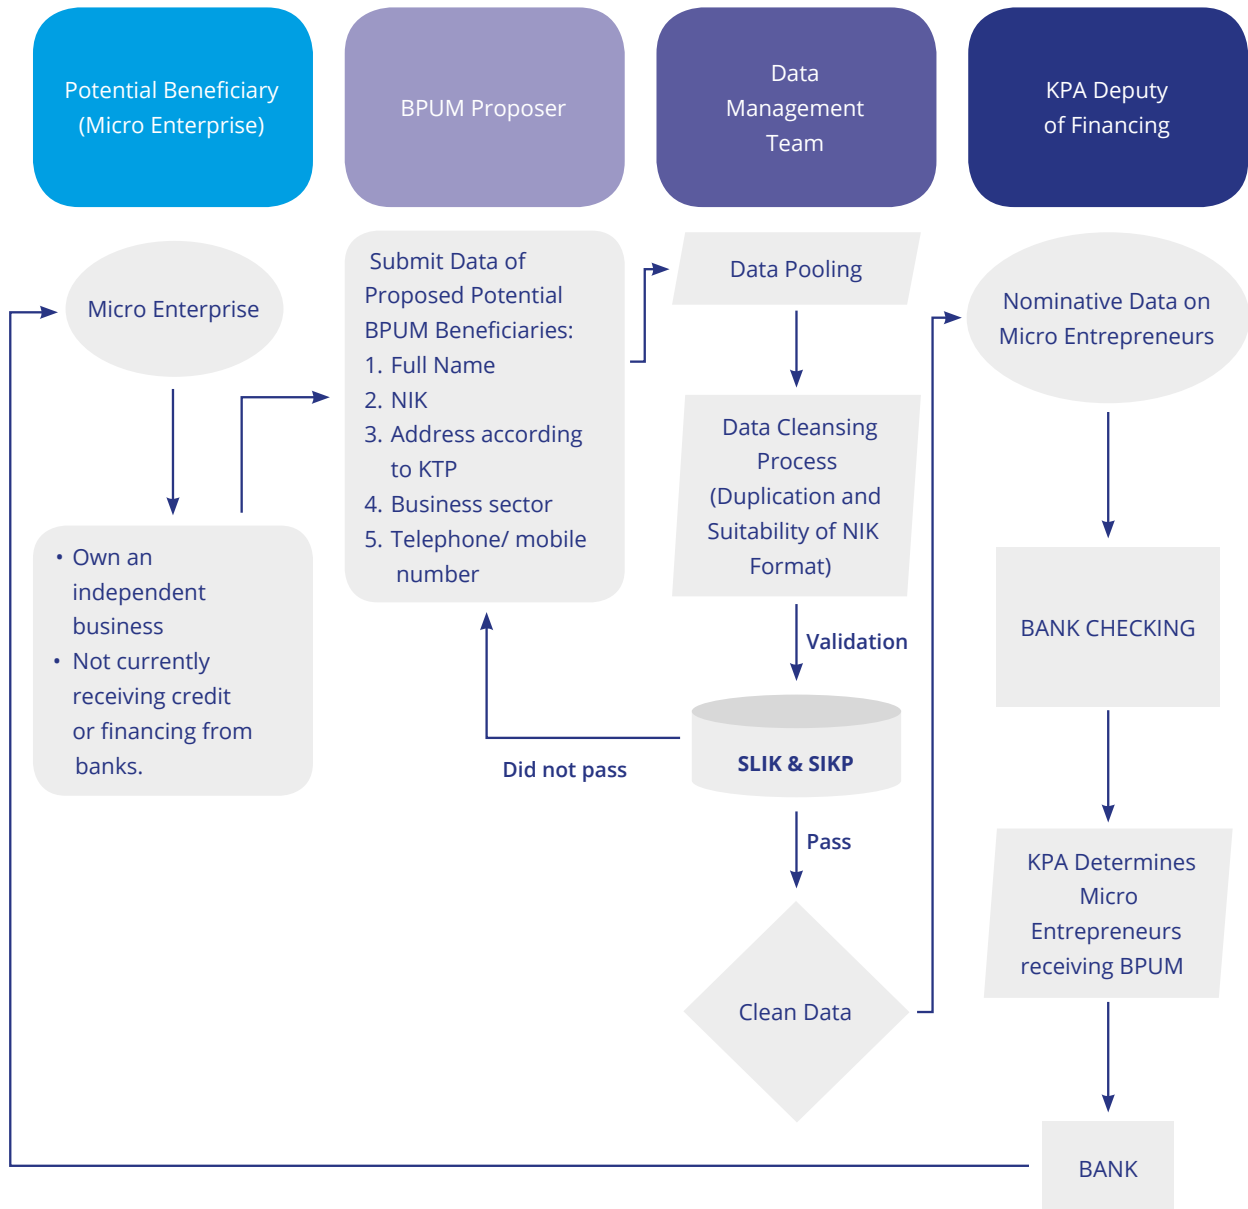 Potential Beneficiary
(Micro Enterprise)
BPUM Proposer
Data
Management
Team
KPA Deputy
of Financing
Micro Enterprise
• Own an
independent
business
• Not currently
receiving credit
or financing from
banks.
Submit Data of
Proposed Potential
BPUM Beneficiaries:
1. Full Name
2. NIK
3. Address according
to KTP
4. Business sector
5. Telephone/ mobile
number
Data Pooling
Data Cleansing
Process
(Duplication and
Suitability of NIK
Format)
Validation
SLIK & SIKP
Did not pass
Pass
Clean Data
Nominative Data on
Micro Entrepreneurs
BANK CHECKING
KPA Determines
Micro
Entrepreneurs
receiving BPUM
BANK